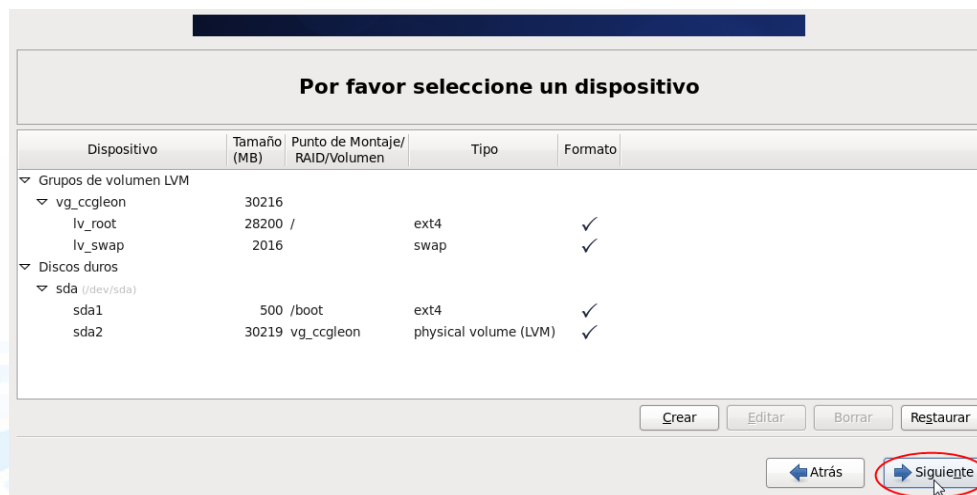 Por favor seleccione un dispositivo
Dispositivo Tamaño (MB) Punto de Montaje/ RAID/Volumen Tipo Formato
Grupos de volumen LVM
vg_ccgleon 30216
lv_root 28200 / ext4 ✓
lv_swap 2016 swap ✓
Discos duros
sda (/dev/sda)
sda1 500 /boot ext4 ✓
sda2 30219 vg_ccgleon physical volume (LVM) ✓
Crear Editar Borrar Restaurar
Atrás Siguiente